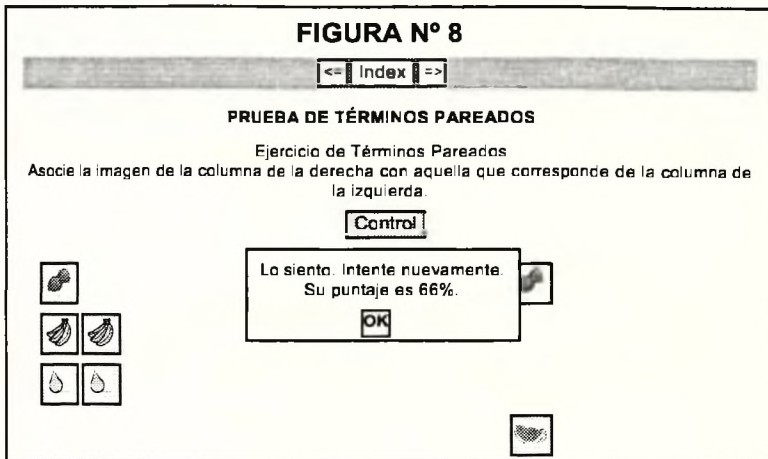 FIGURA Nº 8
<= Index =>
PRUEBA DE TÉRMINOS PAREADOS
Ejercicio de Términos Pareados
Asocie la imagen de la columna de la derecha con aquella que corresponde de la columna de
la izquierda.
Control
Lo siento. Intente nuevamente.
Su puntaje es 66%.
OK